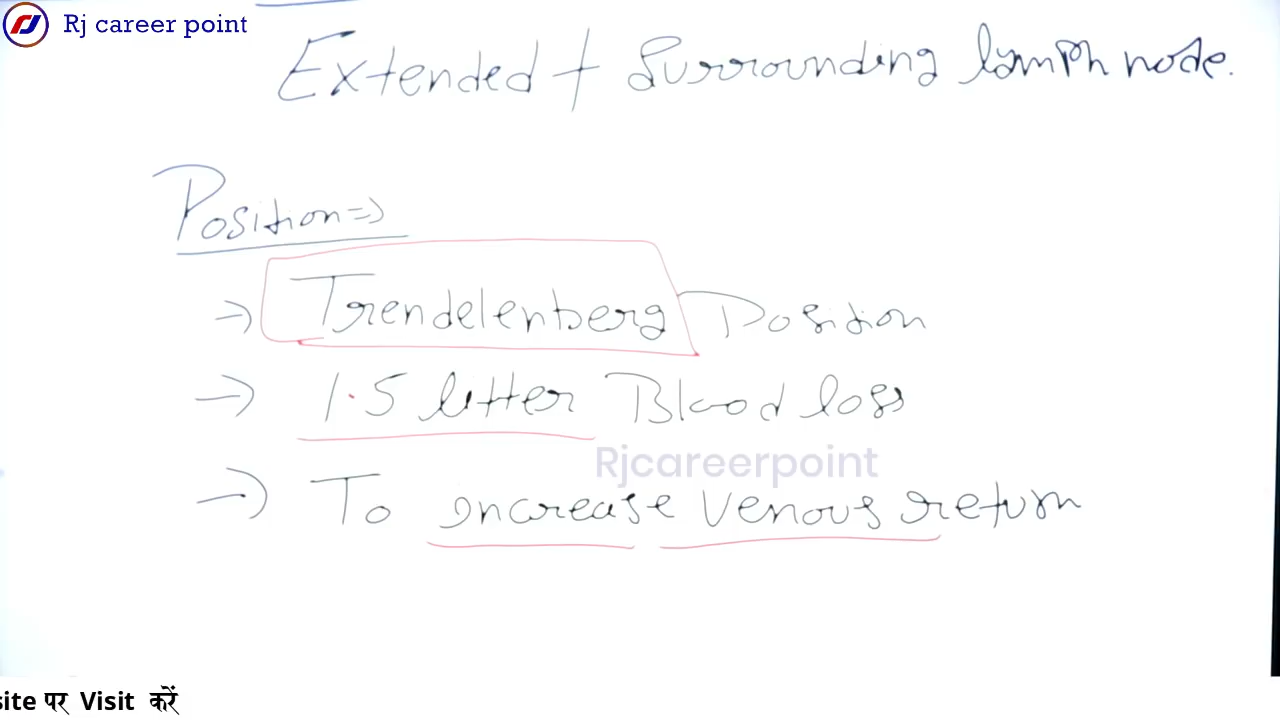 Rj career point
Extended + Surrounding lymph node.
Position =>
→ Trendelenberg Position
→ 1.5 litter Blood loss
Rjcareerpoint
→ To increase venous return
site पर Visit करें